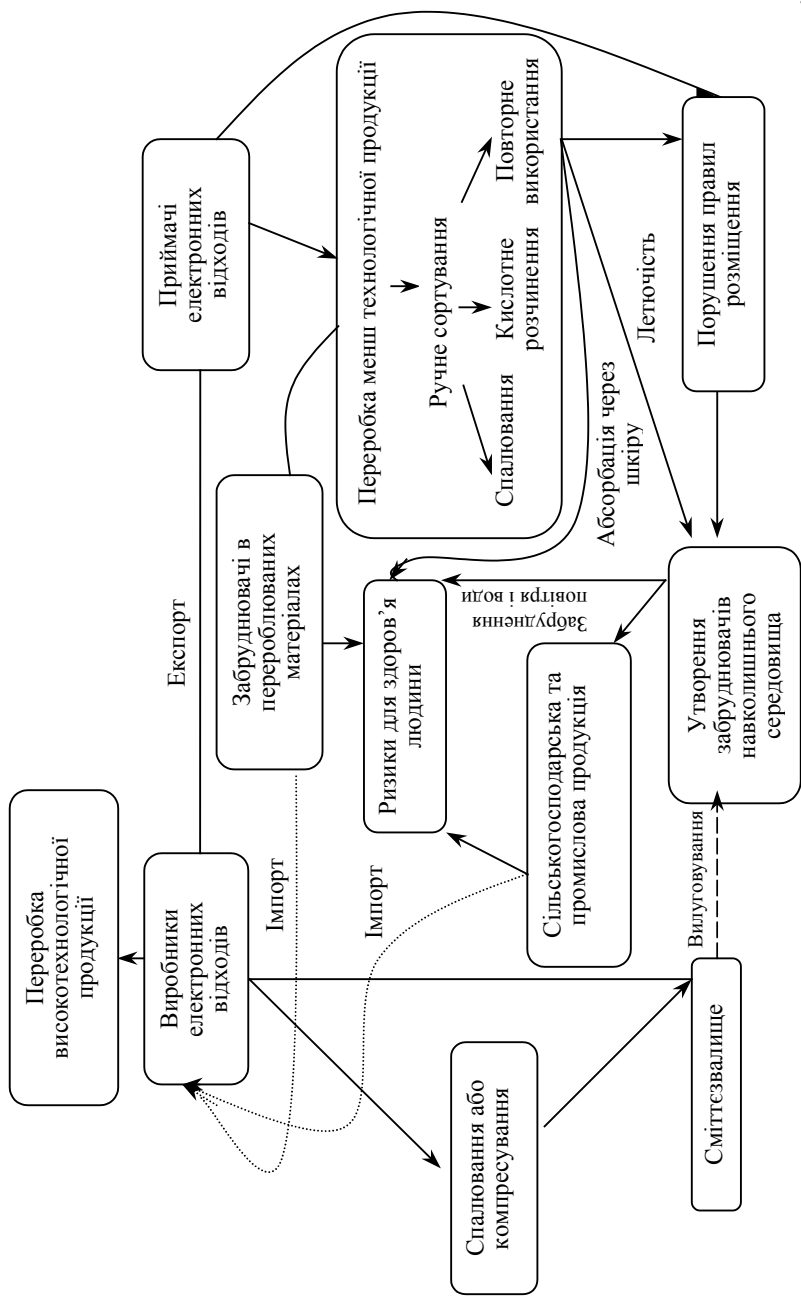 Переробка
високотехнологічної
продукції
Виробники
електронних
відходів
Експорт
Приймачі
електронних
відходів
Імпорт
Забруднювачі в
перероблюваних
матеріалах
Переробка менш технологічної продукції
Ручне сортування
Спалювання
Кислотне
розчинення
Повторне
використання
Імпорт
Ризики для здоров’я
людини
Спалювання або
компресування
Сільськогосподарська та
промислова продукція
Забруднення
повітря і води
Абсорбація через
шкіру
Летючість
Сміттєзвалище
Вилуговування
Утворення
забруднювачів
навколишнього
середовища
Порушення правил
розміщення